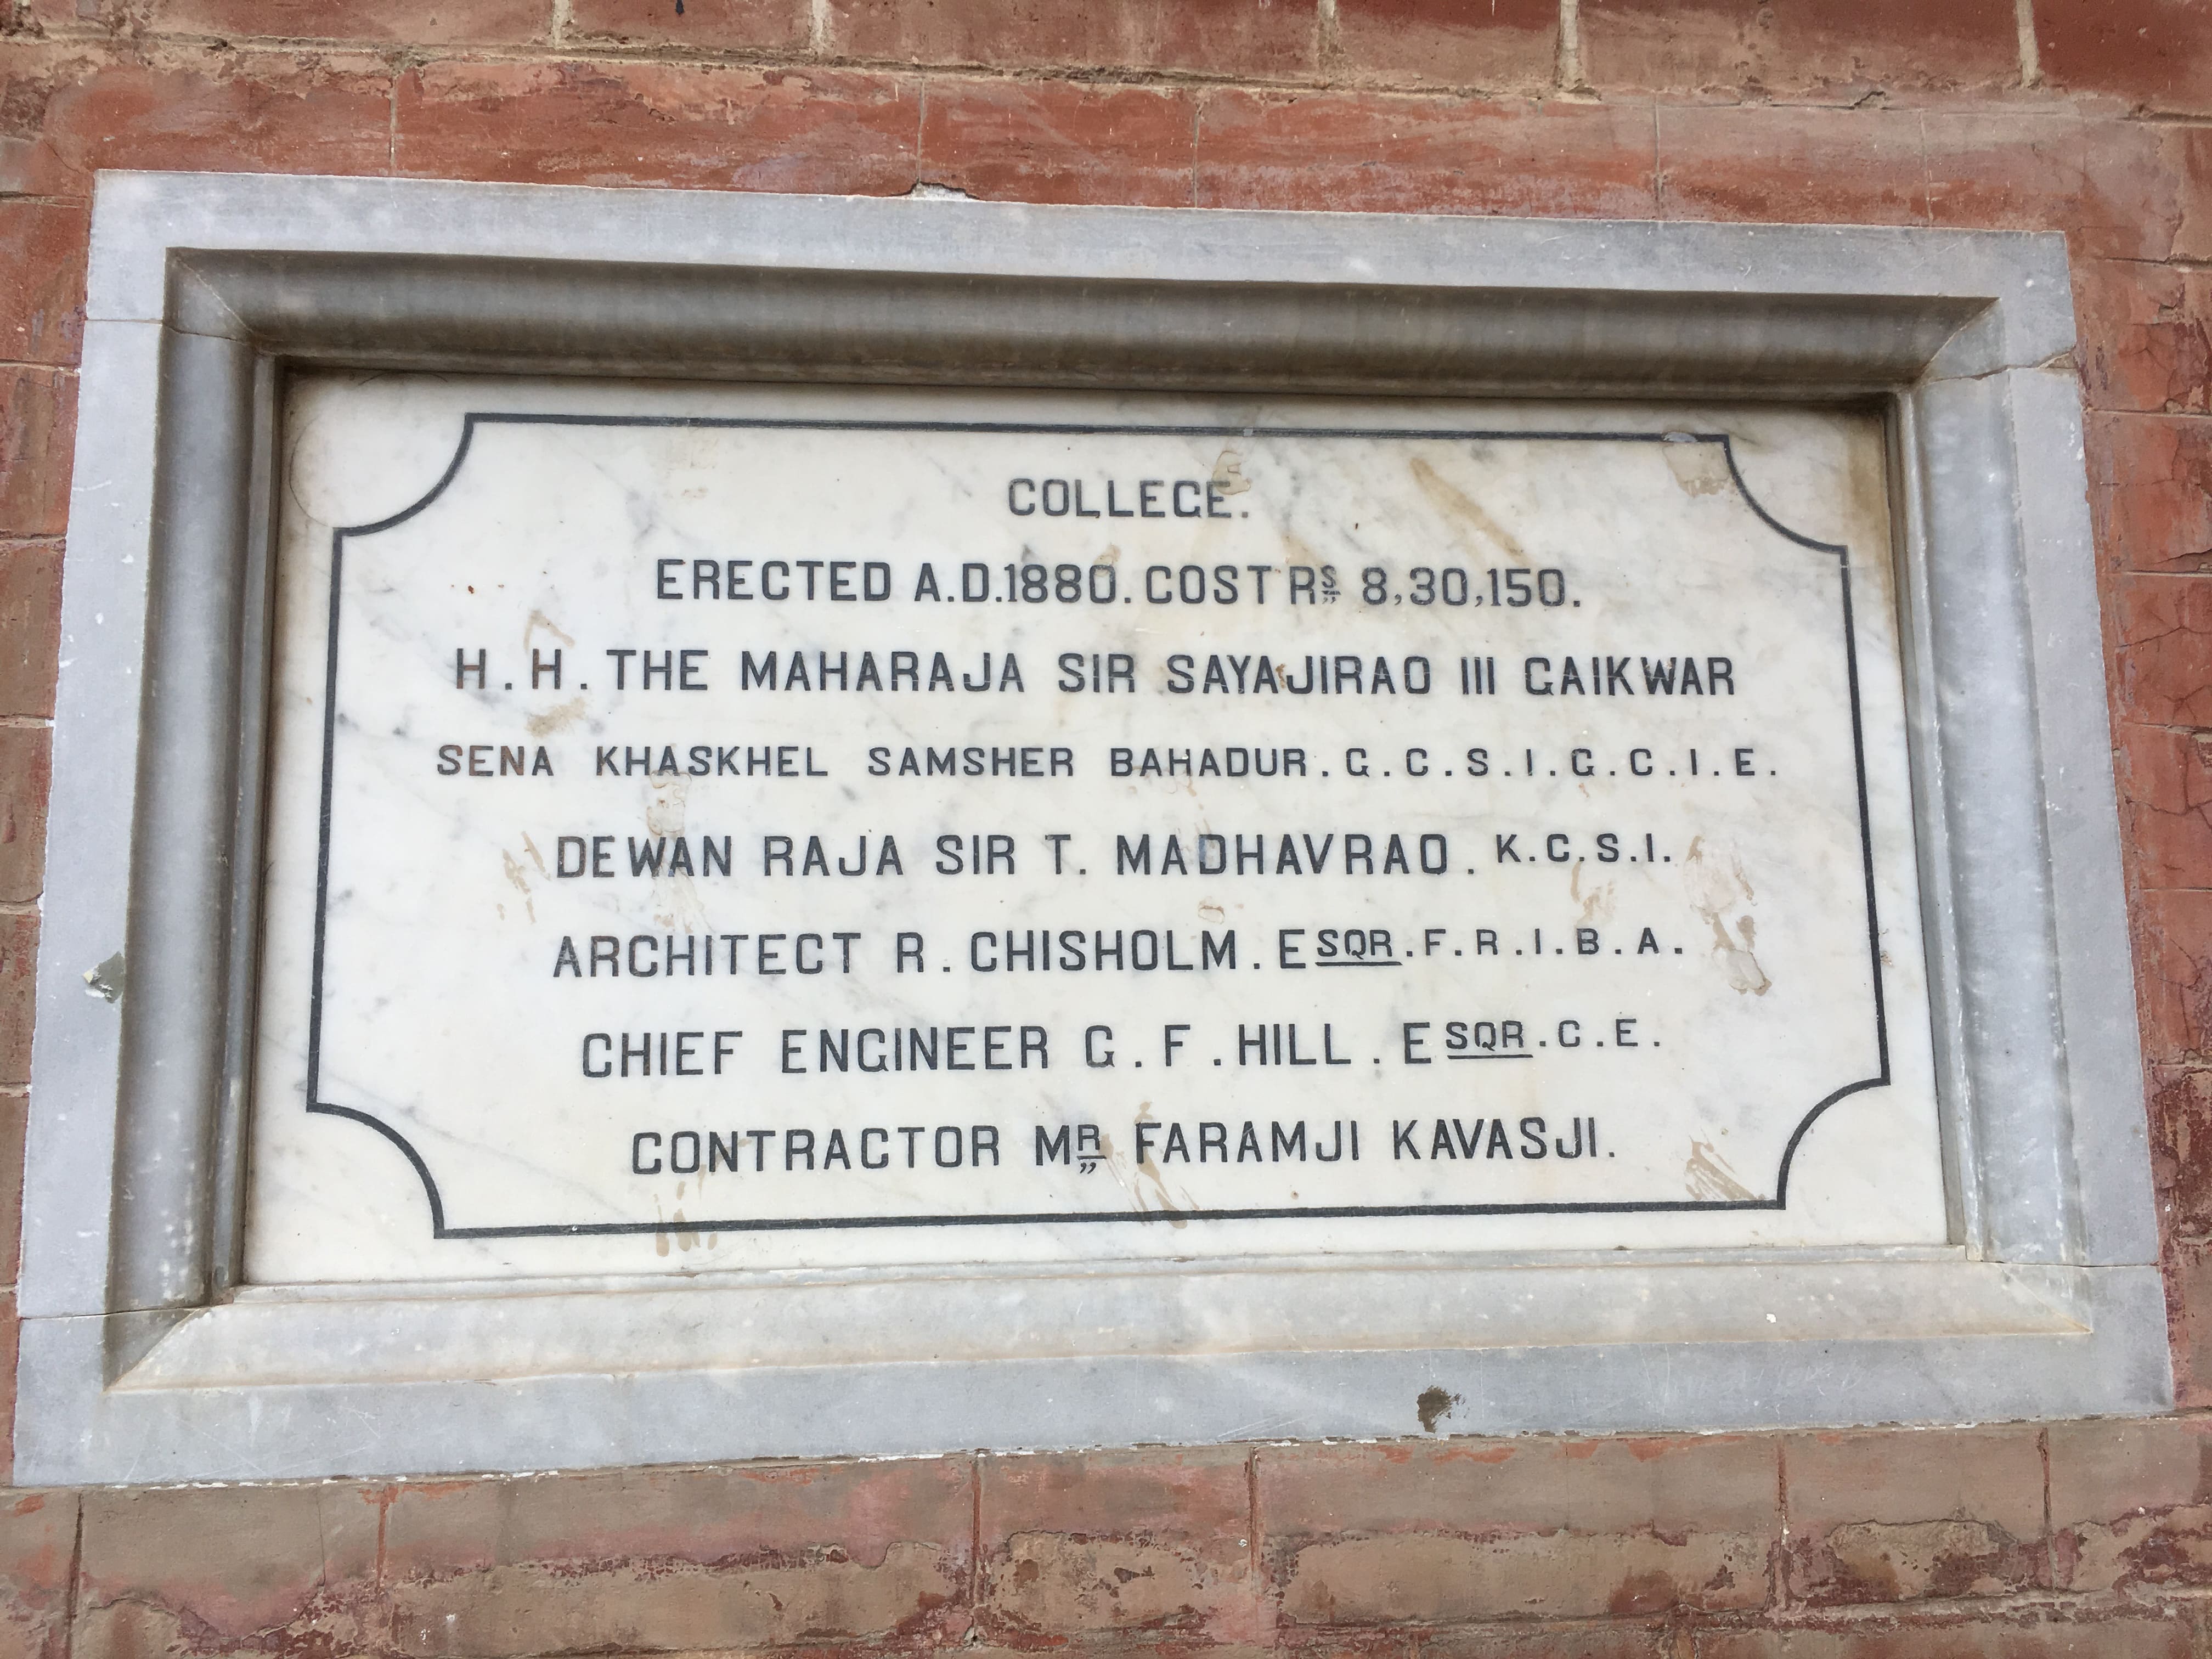 COLLEGE.
ERECTED A.D.1880. COST RS 8,30,150.
H.H. THE MAHARAJA SIR SAYAJIRAO III GAIKWAR
SENA KHASKHEL SAMSHER BAHADUR. G.C.S.I.G.C.I.E.
DEWAN RAJA SIR T. MADHAVRAO. K.C.S.I.
ARCHITECT R. CHISHOLM. ESQR. F.R.I.B.A.
CHIEF ENGINEER G.F. HILL. ESQR. C.E.
CONTRACTOR MR FARAMJI KAVASJI.